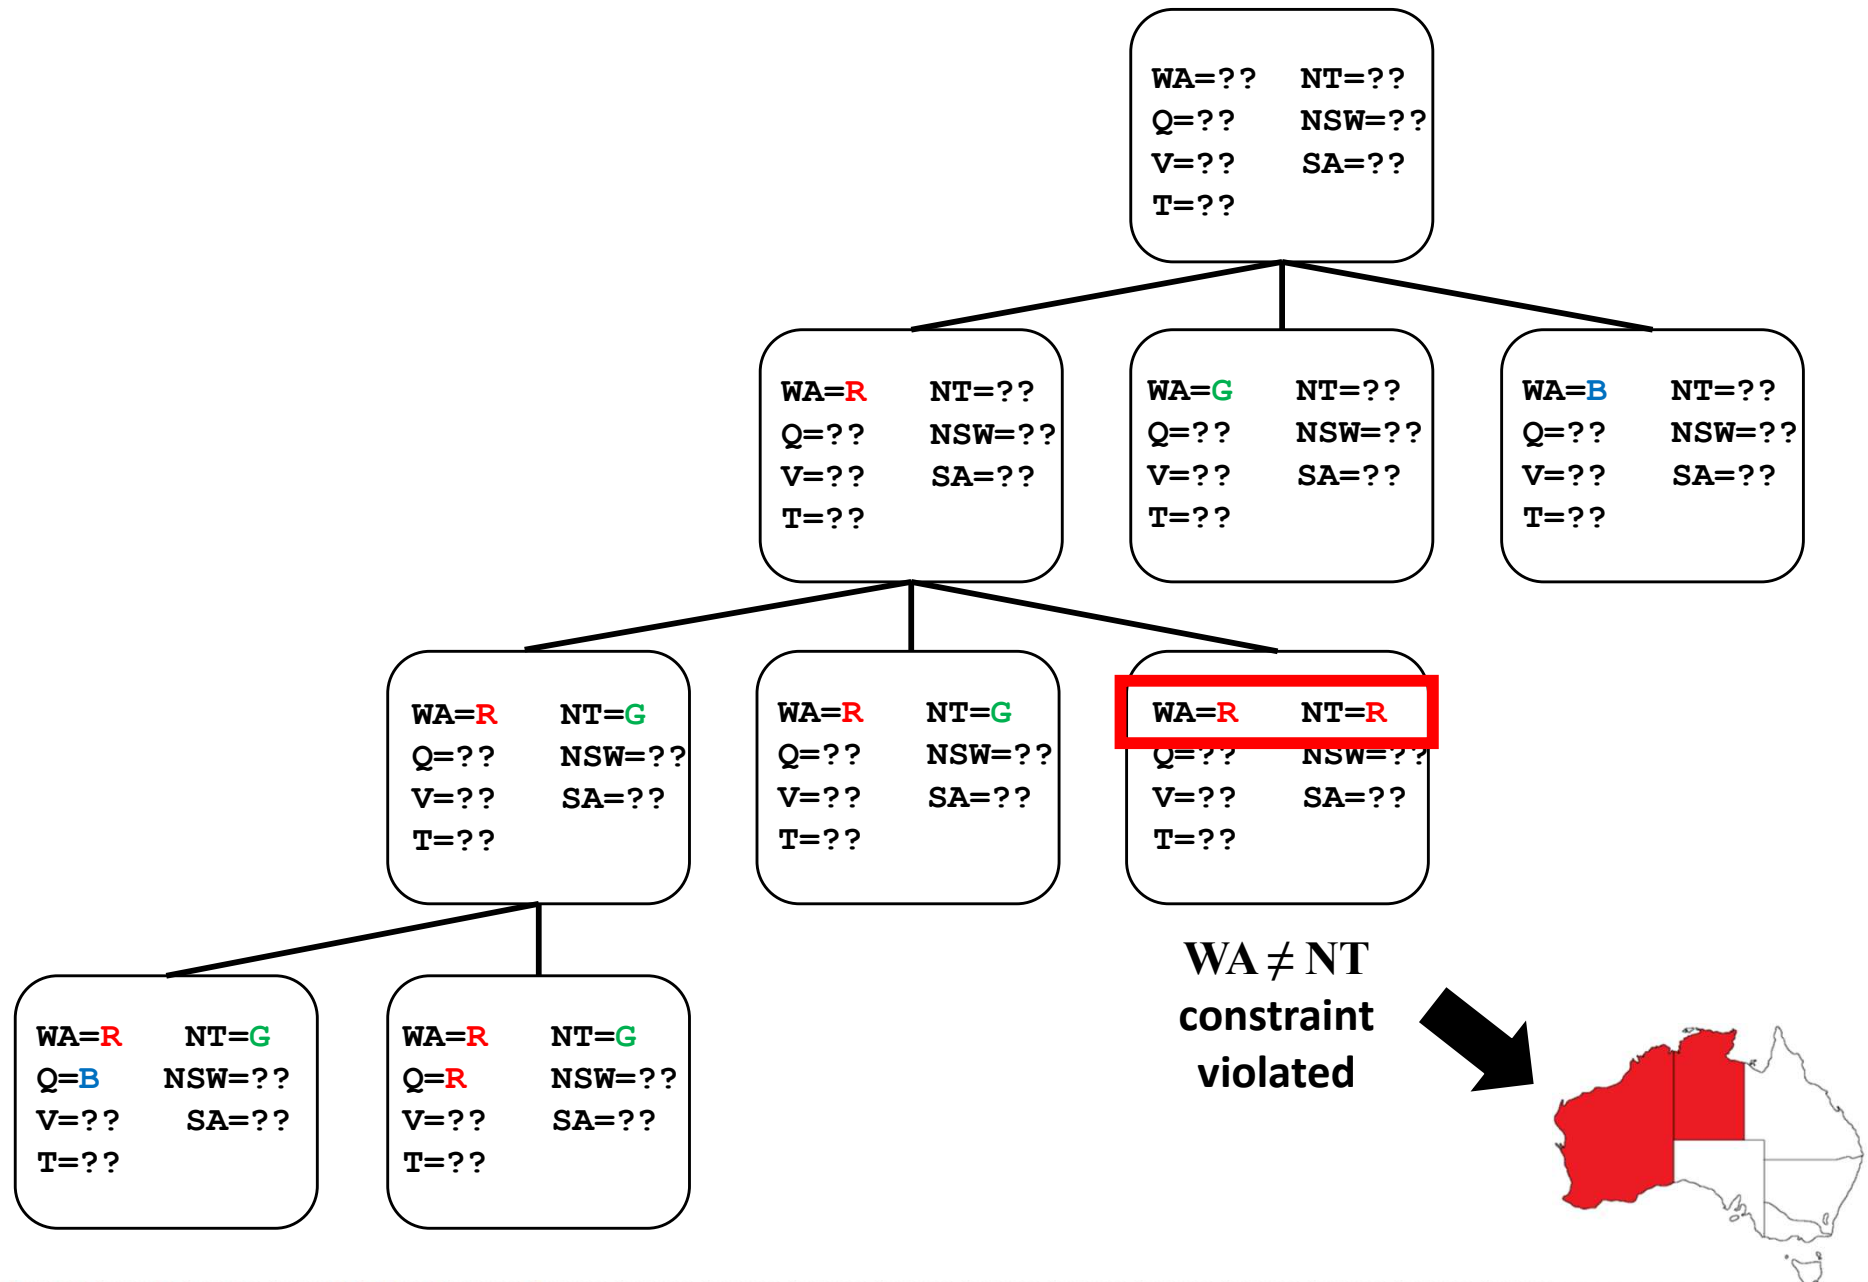 WA=?? NT=??
Q=?? NSW=??
V=?? SA=??
T=??
WA=R NT=??
Q=?? NSW=??
V=?? SA=??
T=??
WA=G NT=??
Q=?? NSW=??
V=?? SA=??
T=??
WA=B NT=??
Q=?? NSW=??
V=?? SA=??
T=??
WA=R NT=G
Q=?? NSW=??
V=?? SA=??
T=??
WA=R NT=G
Q=?? NSW=??
V=?? SA=??
T=??
WA=R NT=R
Q=?? NSW=??
V=?? SA=??
T=??
WA=R NT=G
Q=B NSW=??
V=?? SA=??
T=??
WA=R NT=G
Q=R NSW=??
V=?? SA=??
T=??
WA ≠ NT
constraint
violated